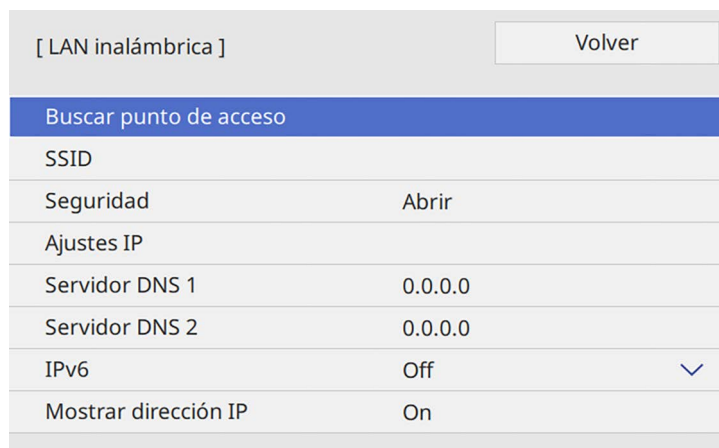 [ LAN inalámbrica ] Volver
Buscar punto de acceso
SSID
Seguridad Abrir
Ajustes IP
Servidor DNS 1 0.0.0.0
Servidor DNS 2 0.0.0.0
IPv6 Off
Mostrar dirección IP On